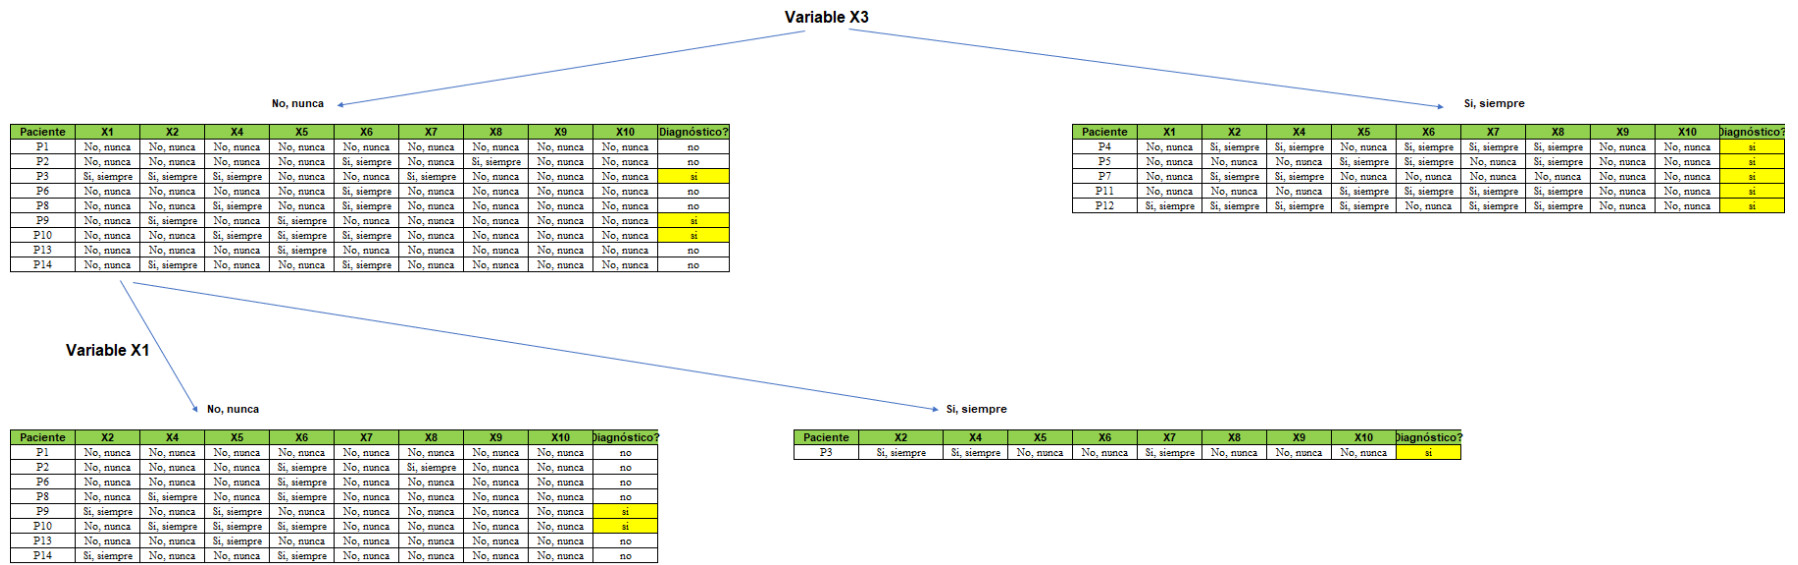 Variable X3
No, nunca
Si, siempre
Paciente X1 X2 X4 X5 X6 X7 X8 X9 X10 Diagnóstico?
P1 No, nunca No, nunca No, nunca No, nunca No, nunca No, nunca No, nunca No, nunca No, nunca no
P2 No, nunca No, nunca No, nunca No, nunca Si, siempre No, nunca Si, siempre No, nunca No, nunca no
P3 Si, siempre Si, siempre Si, siempre No, nunca No, nunca Si, siempre No, nunca No, nunca No, nunca si
P6 No, nunca No, nunca No, nunca No, nunca Si, siempre No, nunca No, nunca No, nunca No, nunca no
P8 No, nunca No, nunca Si, siempre No, nunca Si, siempre No, nunca No, nunca No, nunca No, nunca no
P9 No, nunca Si, siempre No, nunca Si, siempre No, nunca No, nunca No, nunca No, nunca No, nunca si
P10 No, nunca No, nunca Si, siempre Si, siempre Si, siempre No, nunca No, nunca No, nunca No, nunca si
P13 No, nunca No, nunca No, nunca Si, siempre No, nunca No, nunca No, nunca No, nunca No, nunca no
P14 No, nunca Si, siempre No, nunca No, nunca Si, siempre No, nunca No, nunca No, nunca No, nunca no
Paciente X1 X2 X4 X5 X6 X7 X8 X9 X10 Diagnóstico?
P4 No, nunca Si, siempre Si, siempre No, nunca Si, siempre Si, siempre Si, siempre No, nunca No, nunca si
P5 No, nunca No, nunca No, nunca Si, siempre Si, siempre No, nunca Si, siempre No, nunca No, nunca si
P7 No, nunca Si, siempre Si, siempre No, nunca No, nunca No, nunca No, nunca No, nunca No, nunca si
P11 No, nunca No, nunca No, nunca Si, siempre Si, siempre Si, siempre Si, siempre No, nunca No, nunca si
P12 Si, siempre Si, siempre Si, siempre Si, siempre No, nunca Si, siempre Si, siempre No, nunca No, nunca si
Variable X1
No, nunca
Si, siempre
Paciente X2 X4 X5 X6 X7 X8 X9 X10 Diagnóstico?
P1 No, nunca No, nunca No, nunca No, nunca No, nunca No, nunca No, nunca No, nunca no
P2 No, nunca No, nunca No, nunca Si, siempre No, nunca Si, siempre No, nunca No, nunca no
P6 No, nunca No, nunca No, nunca Si, siempre No, nunca No, nunca No, nunca No, nunca no
P8 No, nunca Si, siempre No, nunca Si, siempre No, nunca No, nunca No, nunca No, nunca no
P9 Si, siempre No, nunca Si, siempre No, nunca No, nunca No, nunca No, nunca No, nunca si
P10 No, nunca Si, siempre Si, siempre Si, siempre No, nunca No, nunca No, nunca No, nunca si
P13 No, nunca No, nunca Si, siempre No, nunca No, nunca No, nunca No, nunca No, nunca no
P14 Si, siempre No, nunca No, nunca Si, siempre No, nunca No, nunca No, nunca No, nunca no
Paciente X2 X4 X5 X6 X7 X8 X9 X10 Diagnóstico?
P3 Si, siempre Si, siempre No, nunca No, nunca Si, siempre No, nunca No, nunca No, nunca si